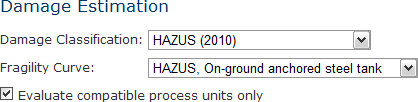 Damage Estimation
Damage Classification: HAZUS (2010)
Fragility Curve: HAZUS, On-ground anchored steel tank
Evaluate compatible process units only